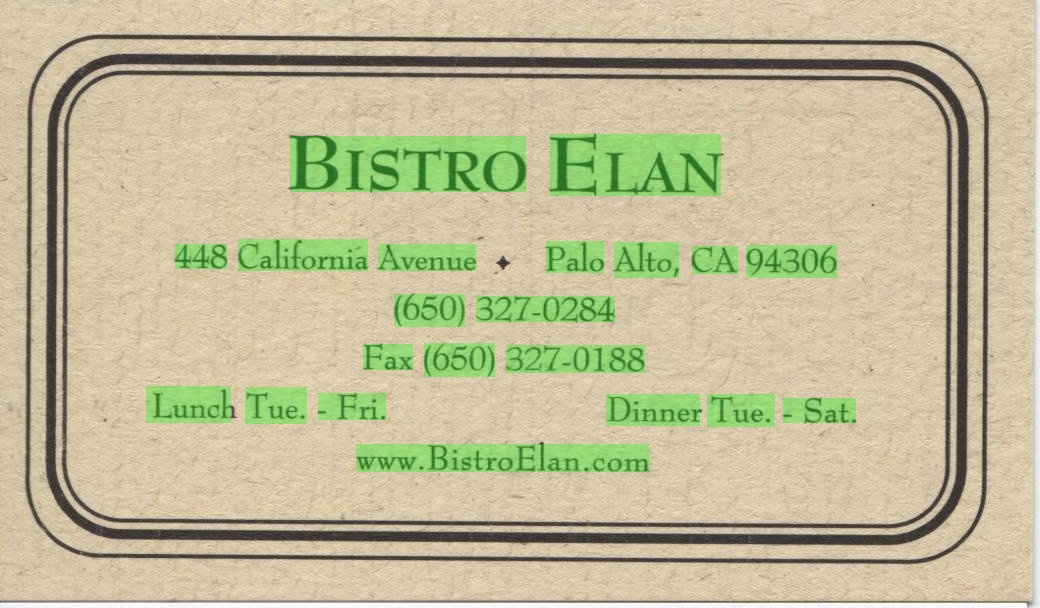 BISTRO ELAN
448 California Avenue ✦ Palo Alto, CA 94306
(650) 327-0284
Fax (650) 327-0188
Lunch Tue. - Fri. Dinner Tue. - Sat.
www.BistroElan.com